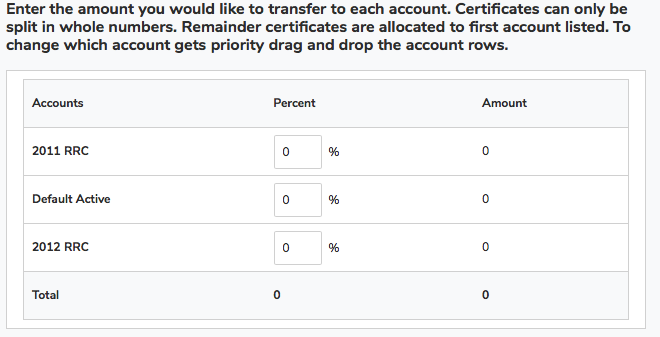 Enter the amount you would like to transfer to each account. Certificates can only be
split in whole numbers. Remainder certificates are allocated to first account listed. To
change which account gets priority drag and drop the account rows.
Accounts Percent Amount
2011 RRC 0 % 0
Default Active 0 % 0
2012 RRC 0 % 0
Total 0 0